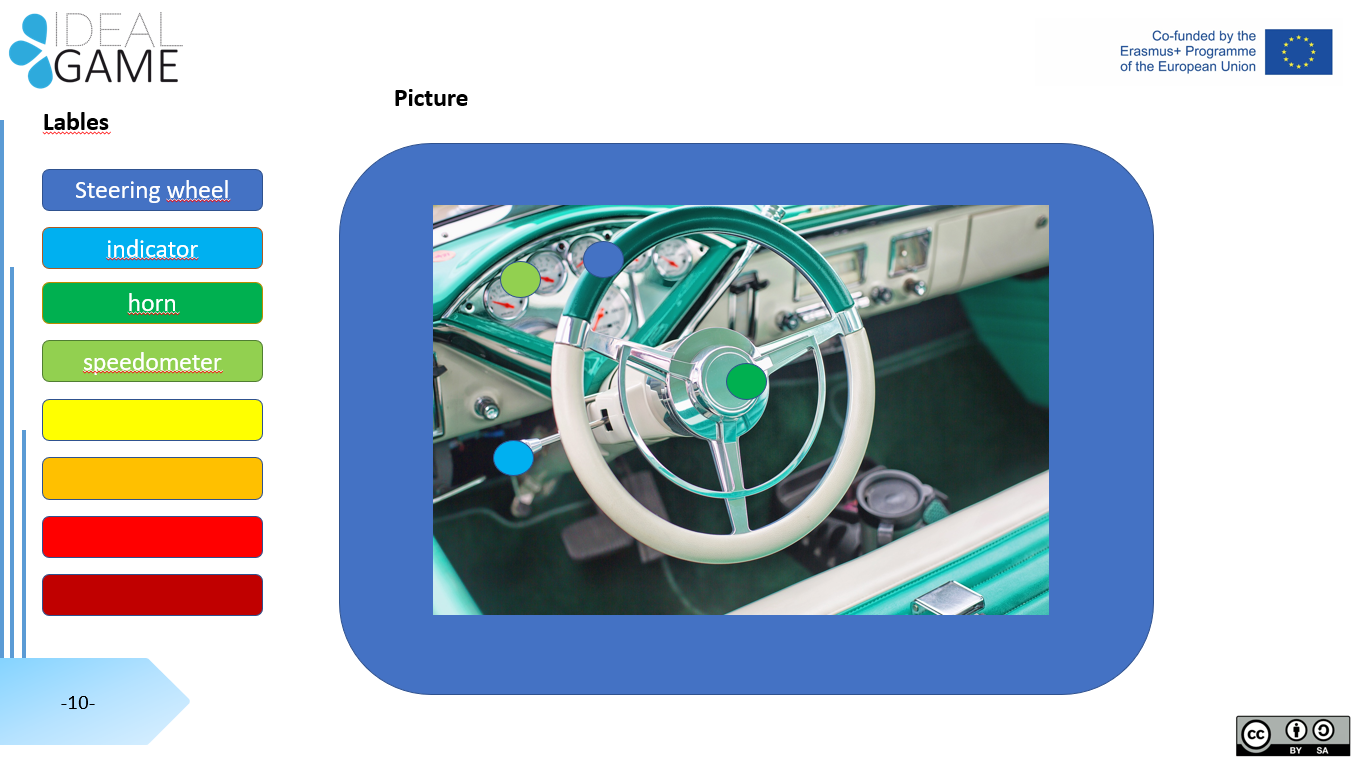 IDEAL
GAME
Co-funded by the
Erasmus+ Programme
of the European Union
Picture
Lables
Steering wheel
indicator
horn
speedometer
-10-
cc
BY SA